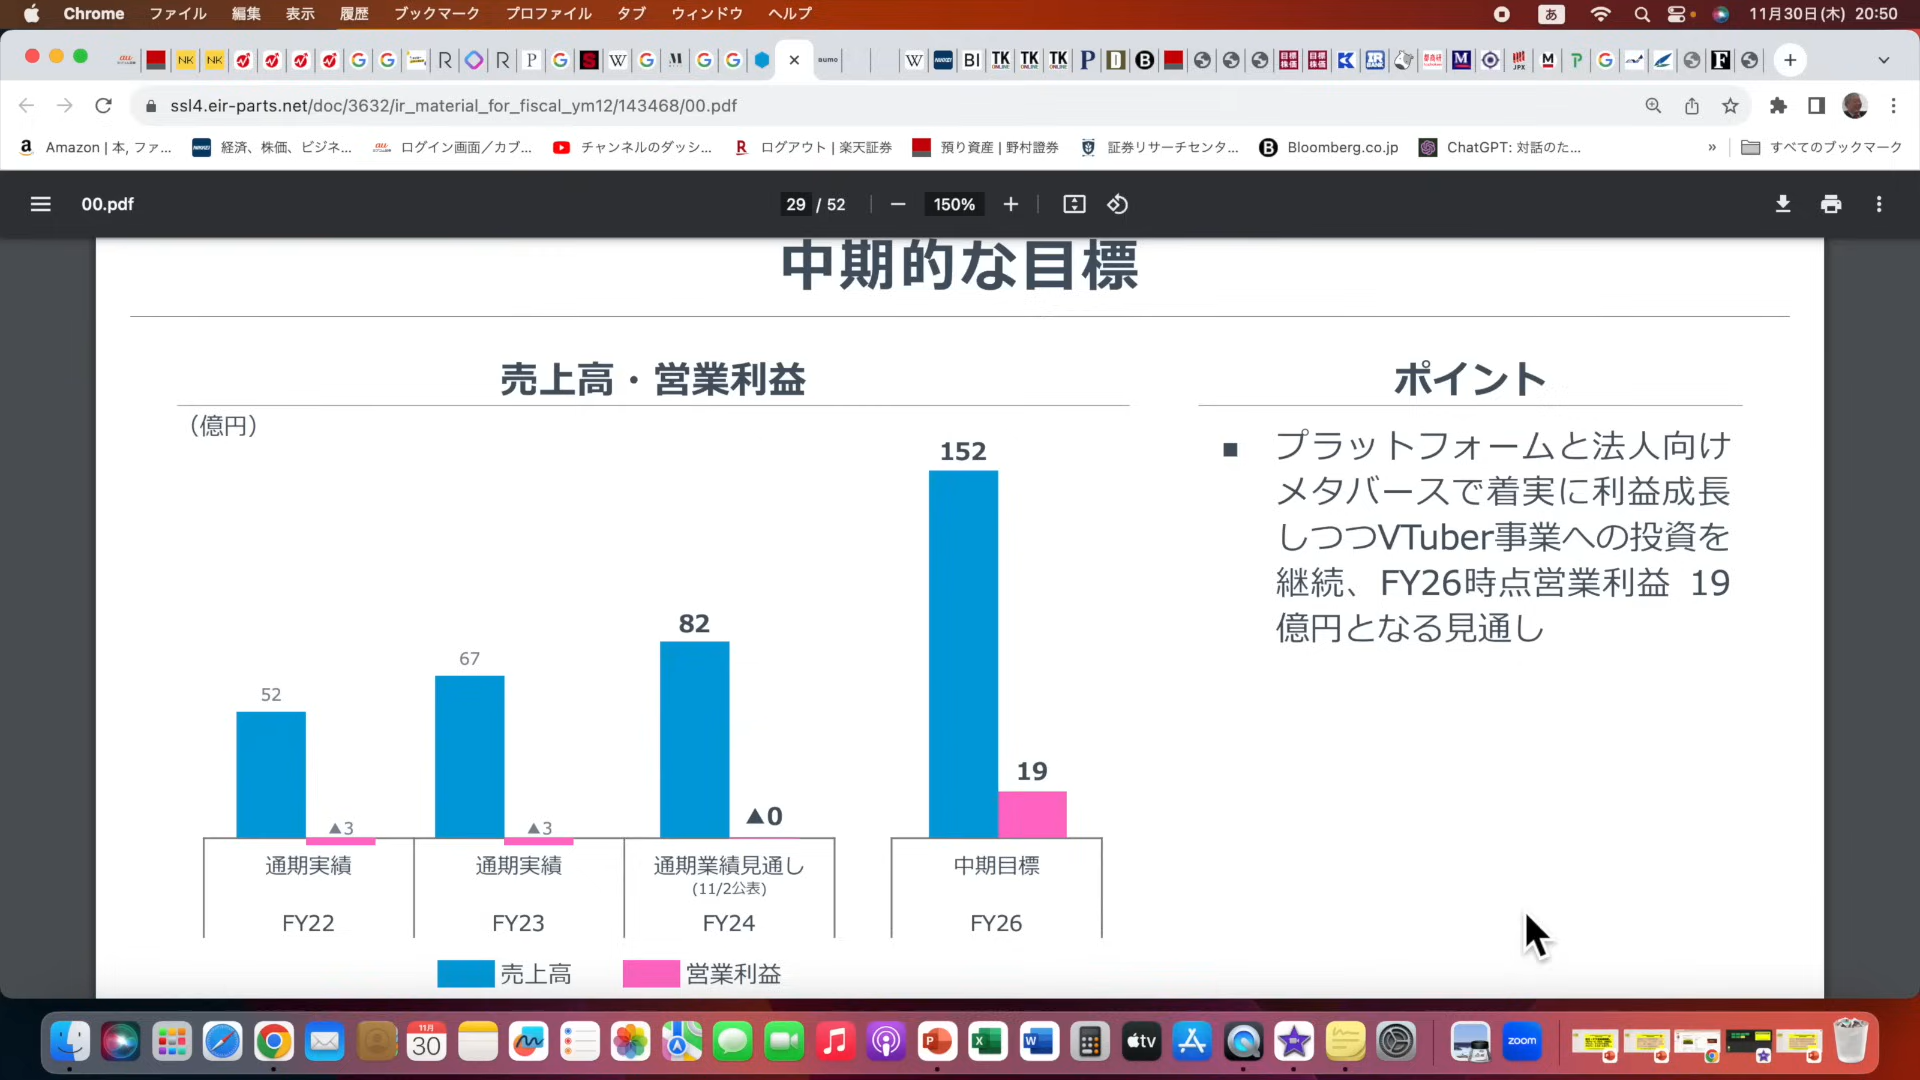 Chrome ファイル 編集 表示 履歴 ブックマーク プロファイル タブ ウィンドウ ヘルプ あ 11月30日(木) 20:50
ssl4.eir-parts.net/doc/3632/ir_material_for_fiscal_ym12/143468/00.pdf
Amazon | 本, ファ... 経済、株価、ビジネ... ログイン画面／カブ... チャンネルのダッシ... ログアウト | 楽天証券 預り資産 | 野村證券 証券リサーチセンタ... Bloomberg.co.jp ChatGPT: 対話のた... » すべてのブックマーク
00.pdf 29 / 52 150%
中期的な目標
売上高・営業利益
（億円）
152
82
67
52
19
▲3 ▲3 ▲0
通期実績 通期実績 通期業績見通し 中期目標
(11/2公表)
FY22 FY23 FY24 FY26
売上高 営業利益
ポイント
■ プラットフォームと法人向け
メタバースで着実に利益成長
しつつVTuber事業への投資を
継続、FY26時点営業利益 19
億円となる見通し
11月
30
tv
zoom